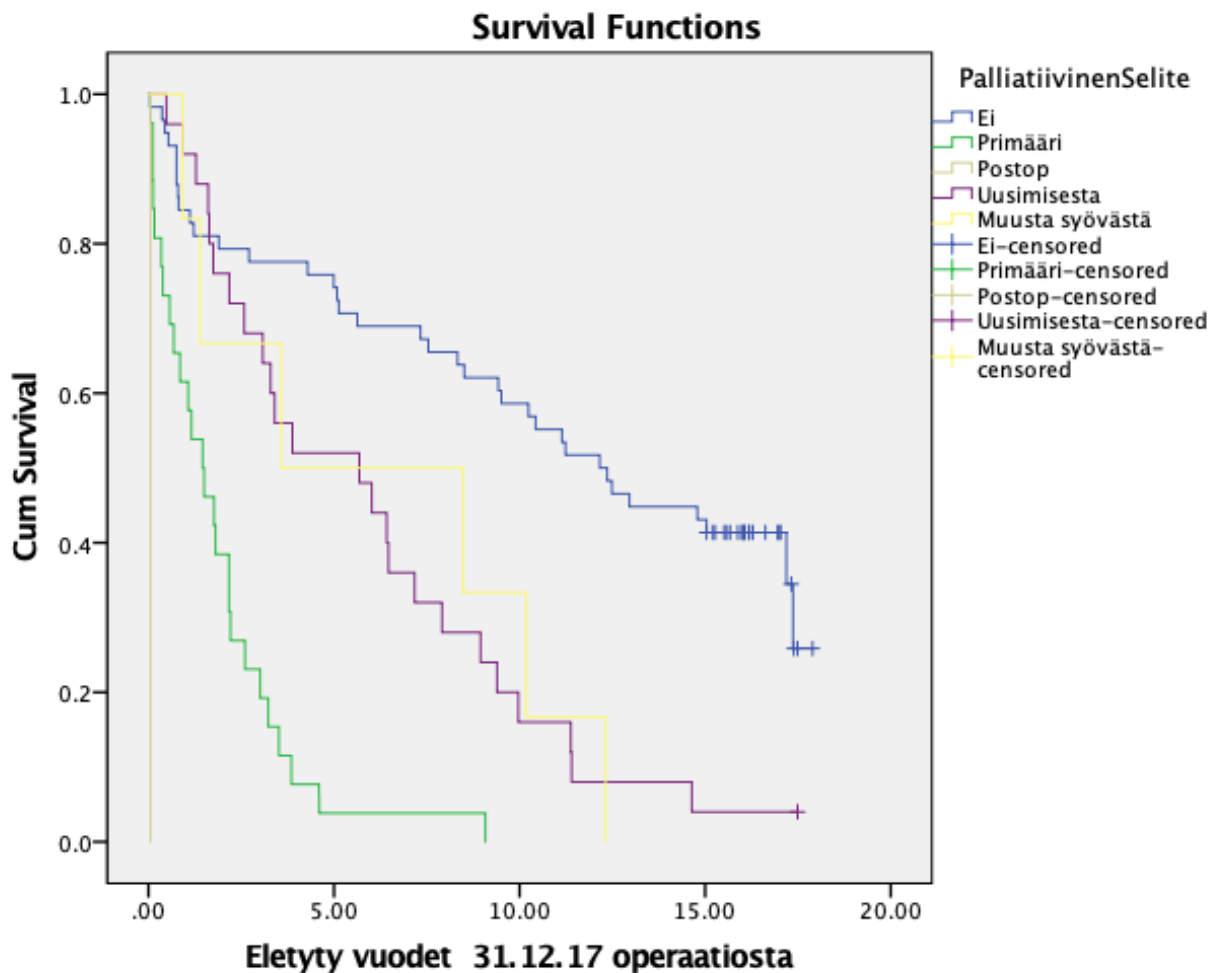 Survival Functions
PalliatiivinenSelite
Ei
Primääri
Postop
Uusimisesta
Muusta syövästä
Ei-censored
Primääri-censored
Postop-censored
Uusimisesta-censored
Muusta syövästä-
censored
Cum Survival
1.0
0.8
0.6
0.4
0.2
0.0
.00 5.00 10.00 15.00 20.00
Eletyty vuodet 31.12.17 operaatiosta